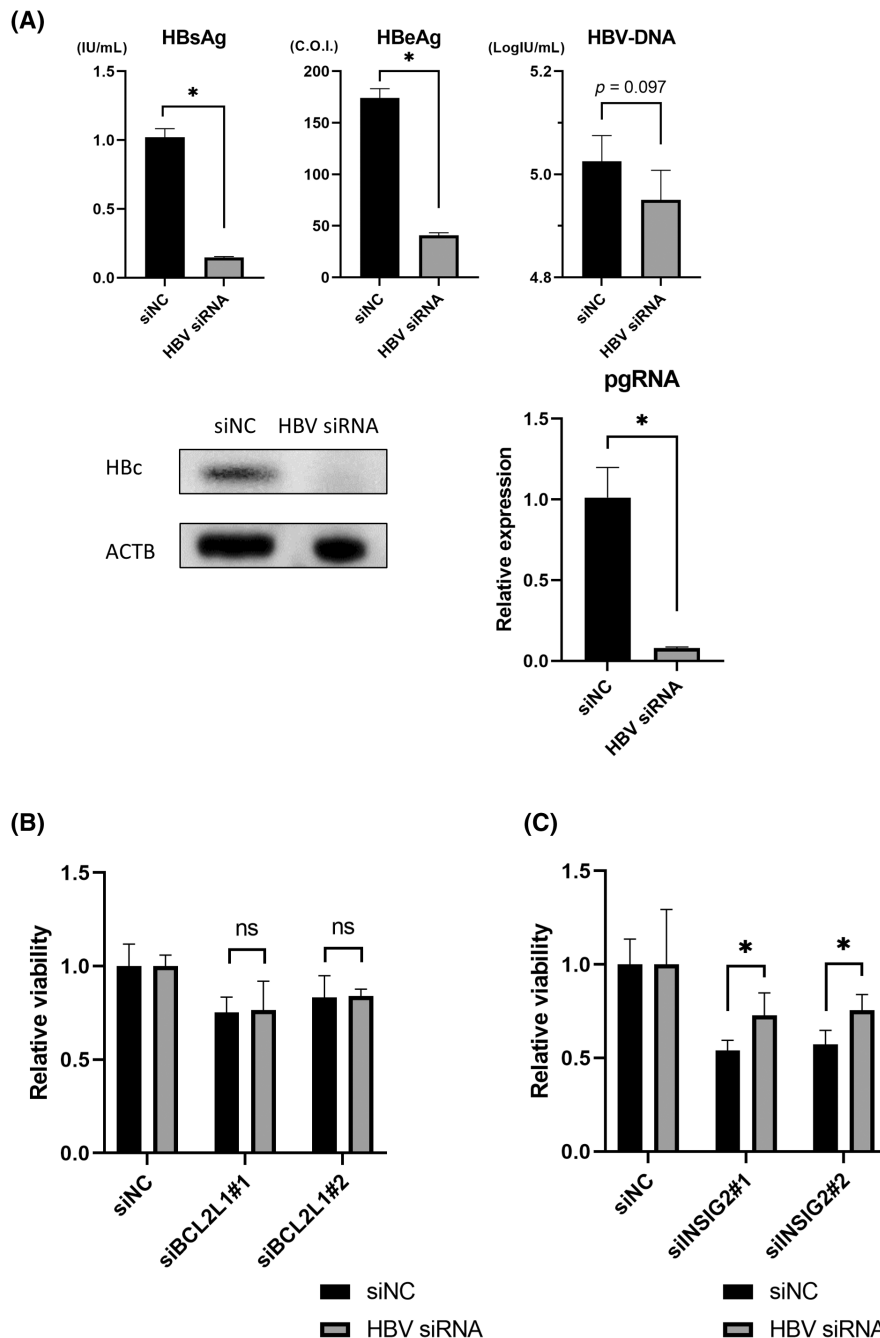 (A)
HBsAg
(IU/mL)
1.5
1.0
0.5
0.0
*
siNC
HBV siRNA
HBeAg
(C.O.I.)
200
150
100
50
0
*
siNC
HBV siRNA
HBV-DNA
(LogIU/mL)
5.2
5.0
4.8
p = 0.097
siNC
HBV siRNA
siNC HBV siRNA
HBc
ACTB
pgRNA
Relative expression
1.5
1.0
0.5
0.0
*
siNC
HBV siRNA
(B)
Relative viability
1.5
1.0
0.5
0.0
ns
ns
siNC
siBCL2L1#1
siBCL2L1#2
siNC
HBV siRNA
(C)
Relative viability
1.5
1.0
0.5
0.0
*
*
siNC
siINSIG2#1
siINSIG2#2
siNC
HBV siRNA